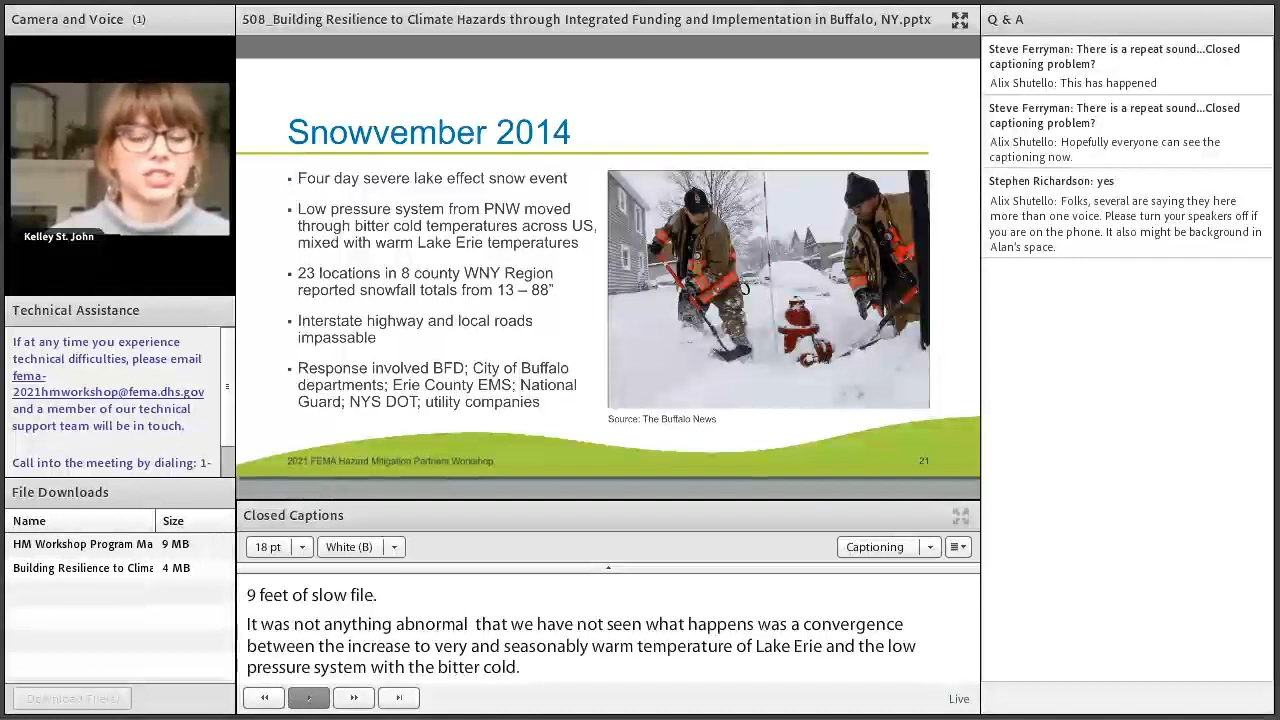 Camera and Voice (1)
Kelley St. John
Technical Assistance
If at any time you experience
technical difficulties, please email
fema-
2021hmworkshop@fema.dhs.gov
and a member of our technical
support team will be in touch.
Call into the meeting by dialing: 1-
File Downloads
Name Size
HM Workshop Program Ma 9 MB
Building Resilience to Clima 4 MB
Download File(s)
508_Building Resilience to Climate Hazards through Integrated Funding and Implementation in Buffalo, NY.pptx
Snowvember 2014
▪ Four day severe lake effect snow event
▪ Low pressure system from PNW moved
through bitter cold temperatures across US,
mixed with warm Lake Erie temperatures
▪ 23 locations in 8 county WNY Region
reported snowfall totals from 13 – 88”
▪ Interstate highway and local roads
impassable
▪ Response involved BFD; City of Buffalo
departments; Erie County EMS; National
Guard; NYS DOT; utility companies
Source: The Buffalo News
2021 FEMA Hazard Mitigation Partners Workshop
21
Closed Captions
18 pt White (B) Captioning
9 feet of slow file.
It was not anything abnormal that we have not seen what happens was a convergence
between the increase to very and seasonably warm temperature of Lake Erie and the low
pressure system with the bitter cold.
Live
Q & A
Steve Ferryman: There is a repeat sound...Closed
captioning problem?
Alix Shutello: This has happened
Steve Ferryman: There is a repeat sound...Closed
captioning problem?
Alix Shutello: Hopefully everyone can see the
captioning now.
Stephen Richardson: yes
Alix Shutello: Folks, several are saying they here
more than one voice. Please turn your speakers off if
you are on the phone. It also might be background in
Alan's space.